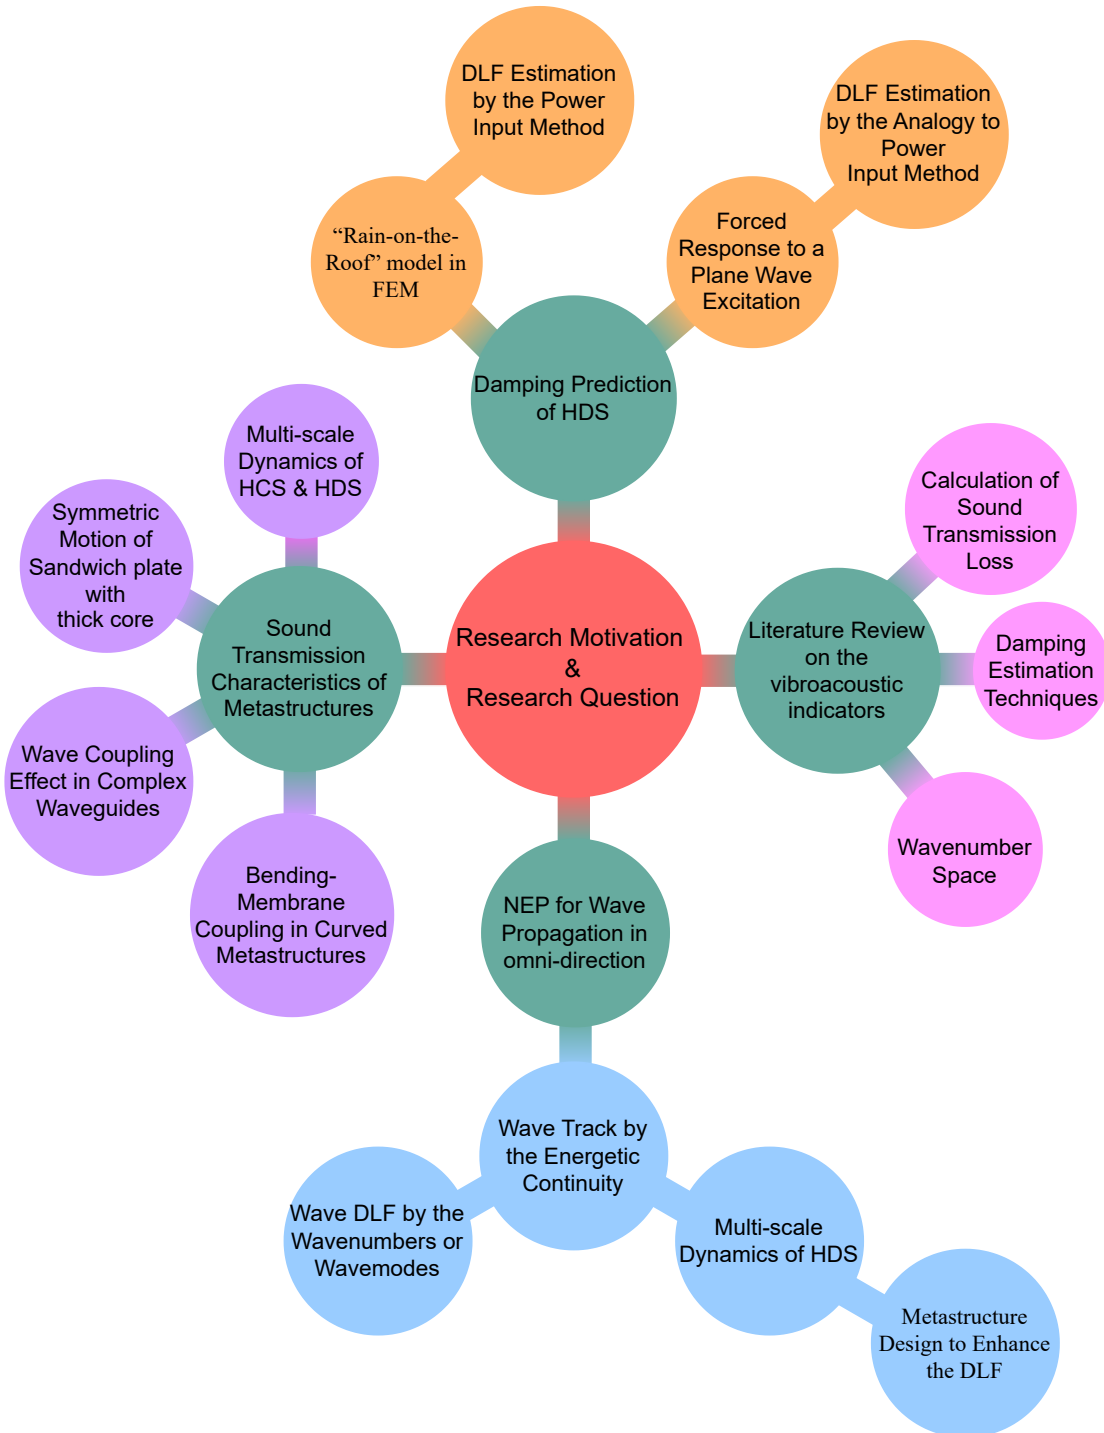 DLF Estimation
by the Power
Input Method
DLF Estimation
by the Analogy to
Power
Input Method
“Rain-on-the-
Roof” model in
FEM
Forced
Response to a
Plane Wave
Excitation
Damping Prediction
of HDS
Multi-scale
Dynamics of
HCS & HDS
Symmetric
Motion of
Sandwich plate
with
thick core
Sound
Transmission
Characteristics of
Metastructures
Wave Coupling
Effect in Complex
Waveguides
Bending-
Membrane
Coupling in Curved
Metastructures
Research Motivation
&
Research Question
Literature Review
on the
vibroacoustic
indicators
Calculation of
Sound
Transmission
Loss
Damping
Estimation
Techniques
Wavenumber
Space
NEP for Wave
Propagation in
omni-direction
Wave Track by
the Energetic
Continuity
Wave DLF by the
Wavenumbers or
Wavemodes
Multi-scale
Dynamics of HDS
Metastructure
Design to Enhance
the DLF